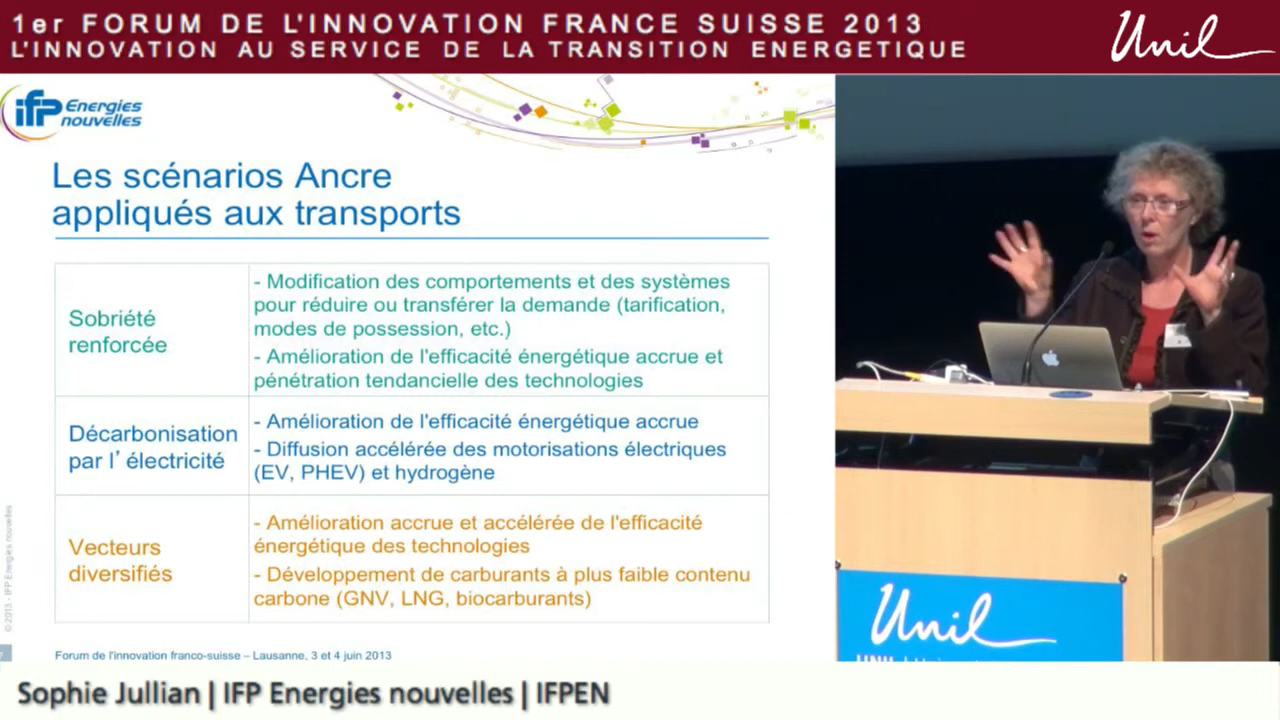 1er FORUM DE L'INNOVATION FRANCE SUISSE 2013
L'INNOVATION AU SERVICE DE LA TRANSITION ENERGETIQUE
Unil
ifp Energies
nouvelles
Les scénarios Ancre
appliqués aux transports
Sobriété
renforcée
- Modification des comportements et des systèmes
pour réduire ou transférer la demande (tarification,
modes de possession, etc.)
- Amélioration de l'efficacité énergétique accrue et
pénétration tendancielle des technologies
Décarbonisation
par l'électricité
- Amélioration de l'efficacité énergétique accrue
- Diffusion accélérée des motorisations électriques
(EV, PHEV) et hydrogène
Vecteurs
diversifiés
- Amélioration accrue et accélérée de l'efficacité
énergétique des technologies
- Développement de carburants à plus faible contenu
carbone (GNV, LNG, biocarburants)
© 2013 - IFP Energies nouvelles
Forum de l'innovation franco-suisse – Lausanne, 3 et 4 juin 2013
Unil
Sophie Jullian | IFP Energies nouvelles | IFPEN